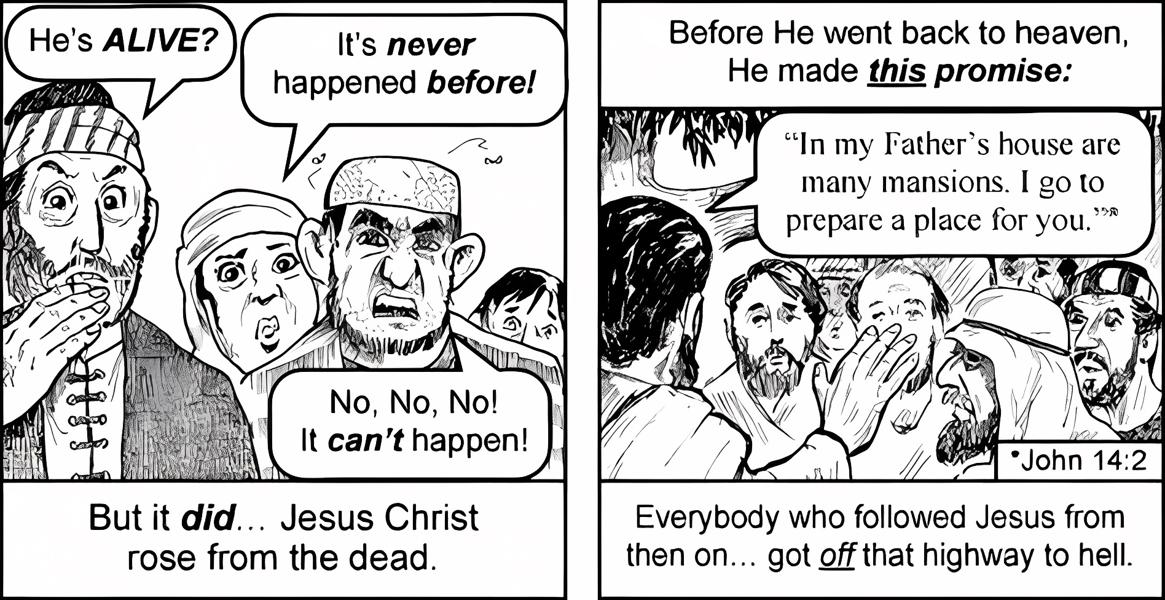 He's ALIVE?
It's never
happened before!
No, No, No!
It can't happen!
But it did... Jesus Christ
rose from the dead.
Before He went back to heaven,
He made this promise:
“In my Father’s house are
many mansions. I go to
prepare a place for you.”
*John 14:2
Everybody who followed Jesus from
then on... got off that highway to hell.